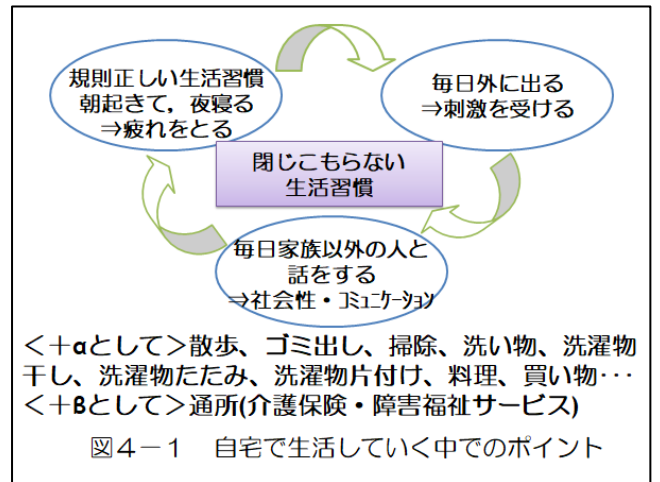 規則正しい生活習慣
朝起きて，夜寝る
⇒疲れをとる
毎日外に出る
⇒刺激を受ける
閉じこもらない
生活習慣
毎日家族以外の人と
話をする
⇒社会性・ｺﾐｭﾆｹｰｼｮﾝ
＜＋αとして＞散歩、ゴミ出し、掃除、洗い物、洗濯物
干し、洗濯物たたみ、洗濯物片付け、料理、買い物･･･
＜＋βとして＞通所(介護保険・障害福祉サービス)
図４－１　自宅で生活していく中でのポイント